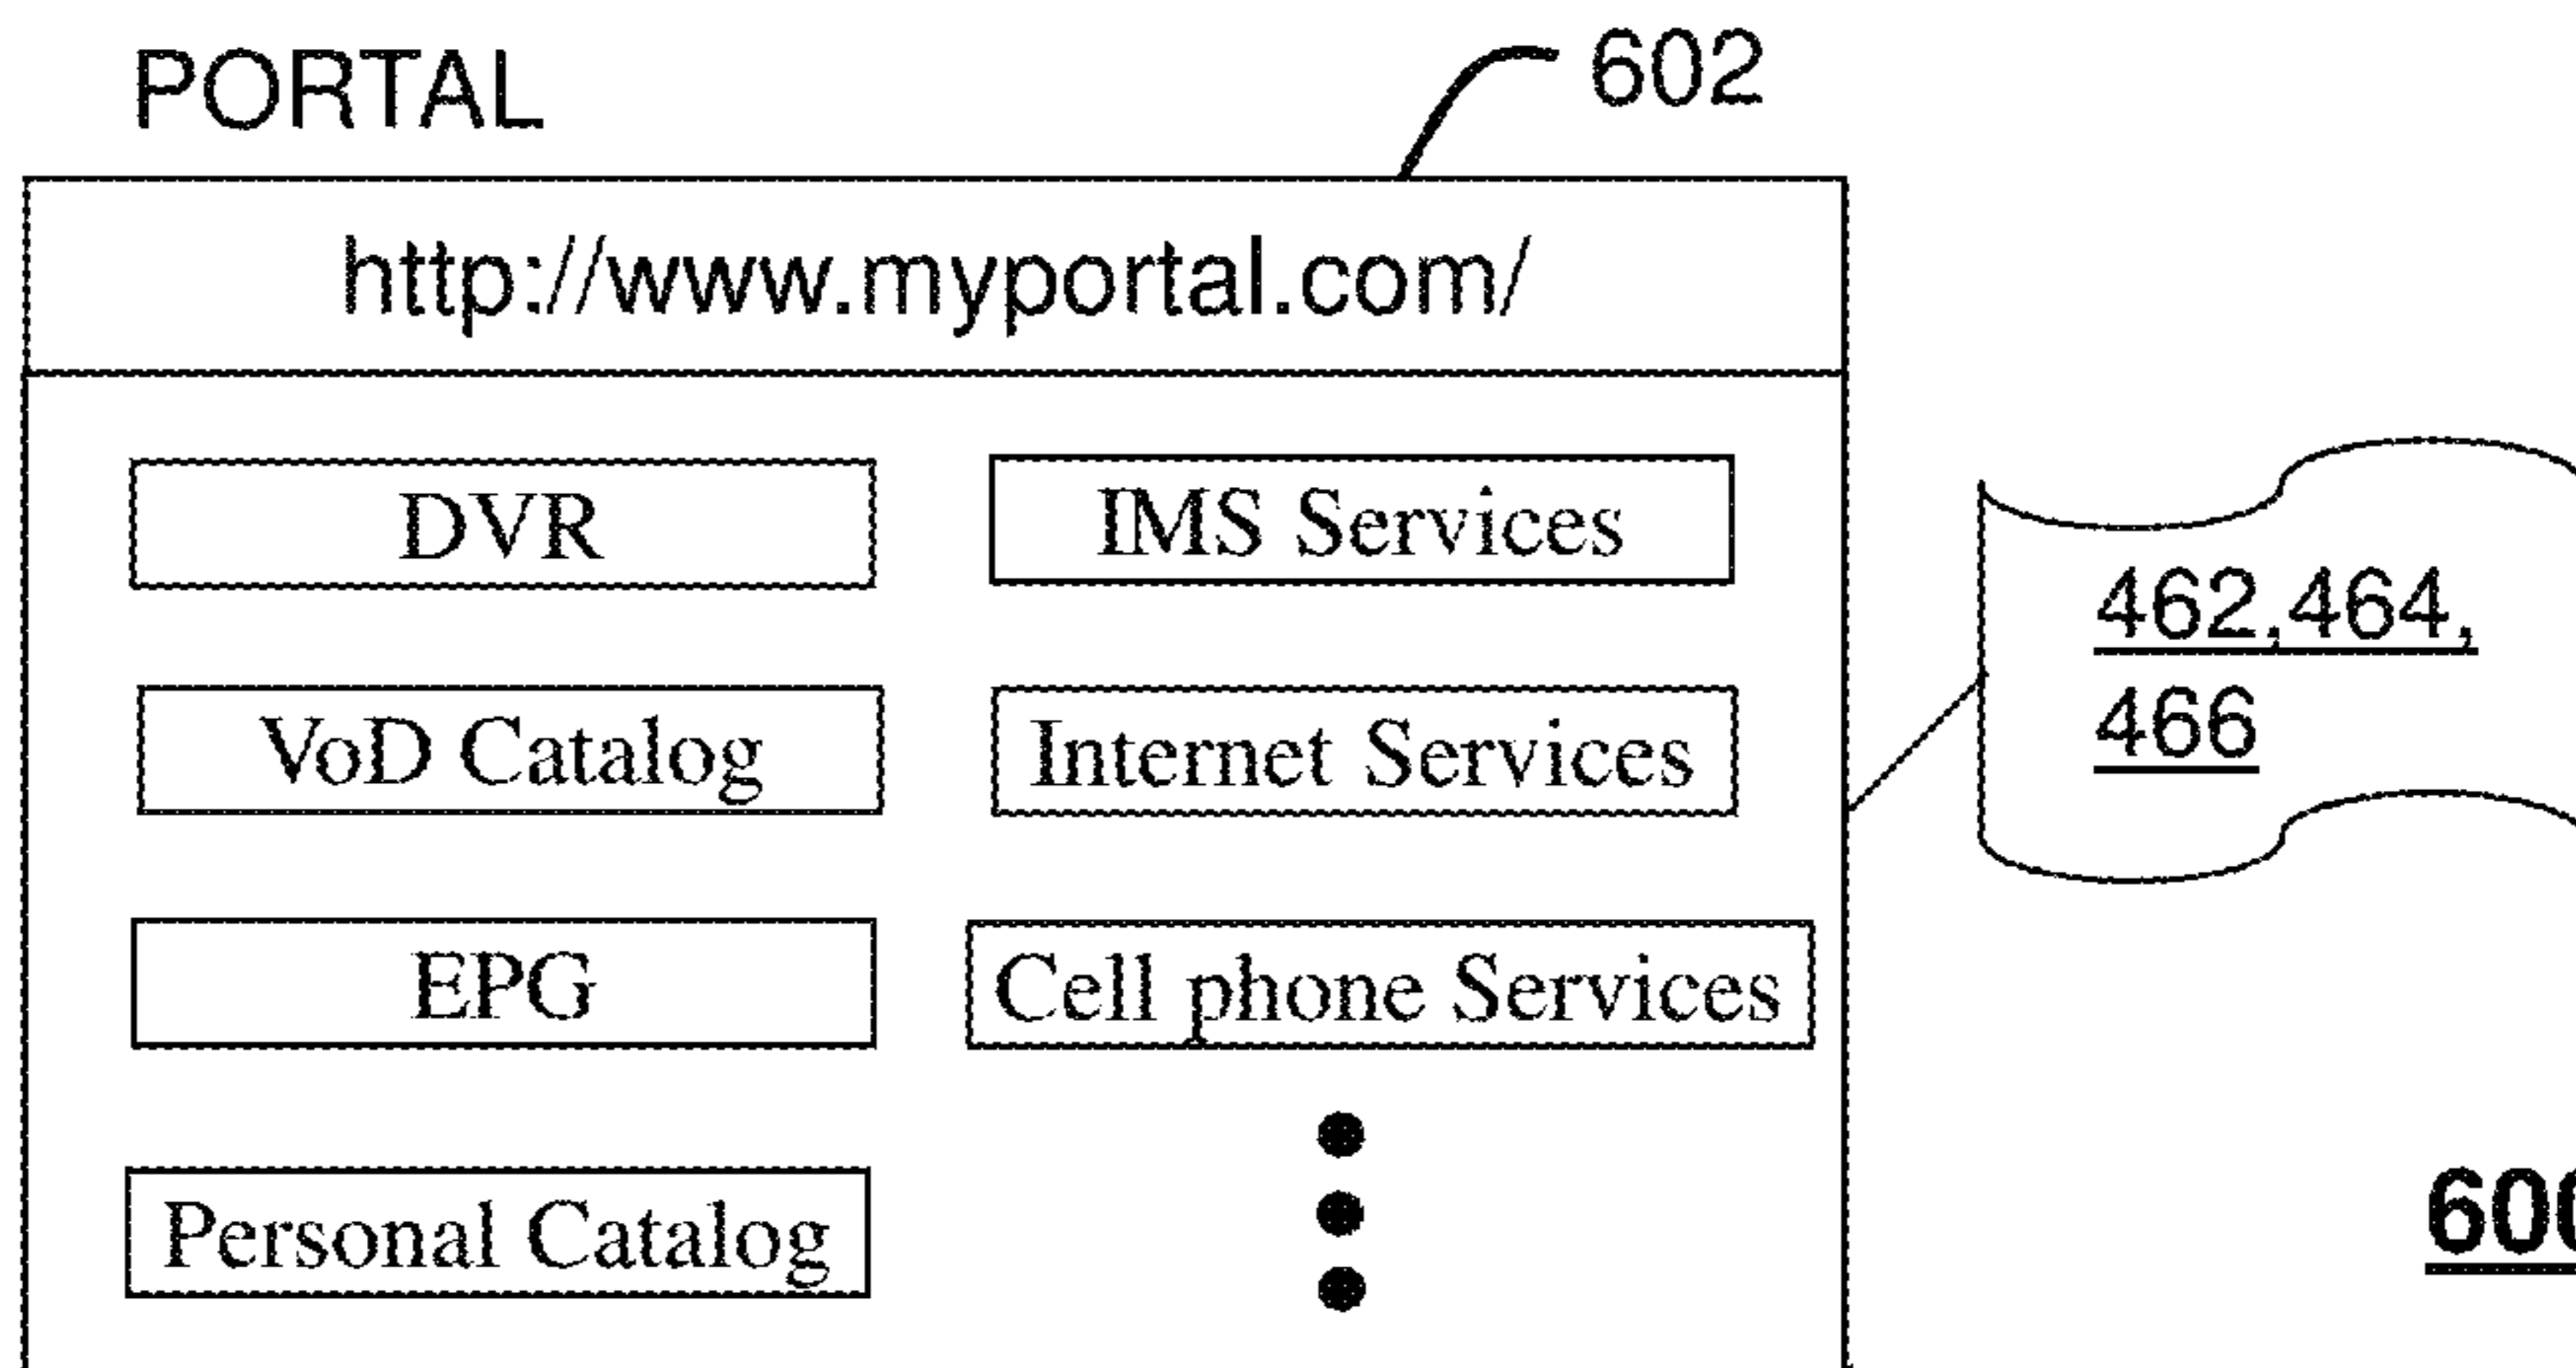 PORTAL
602
http://www.myportal.com/
DVR
IMS Services
462,464,
466
VoD Catalog
Internet Services
EPG
Cell phone Services
Personal Catalog